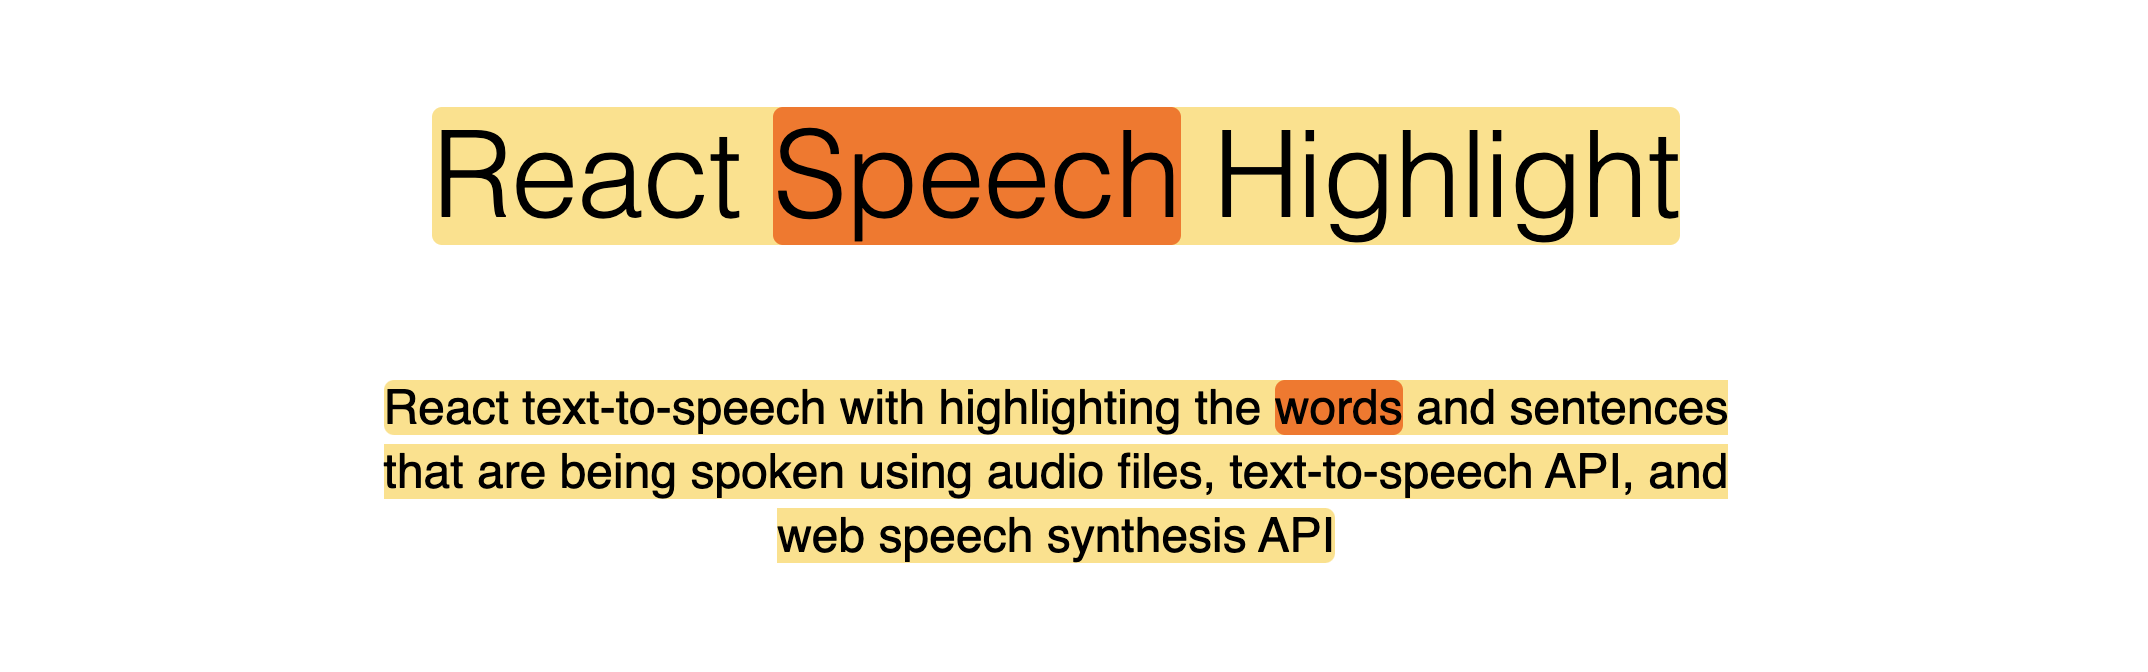 React Speech Highlight
React text-to-speech with highlighting the words and sentences
that are being spoken using audio files, text-to-speech API, and
web speech synthesis API